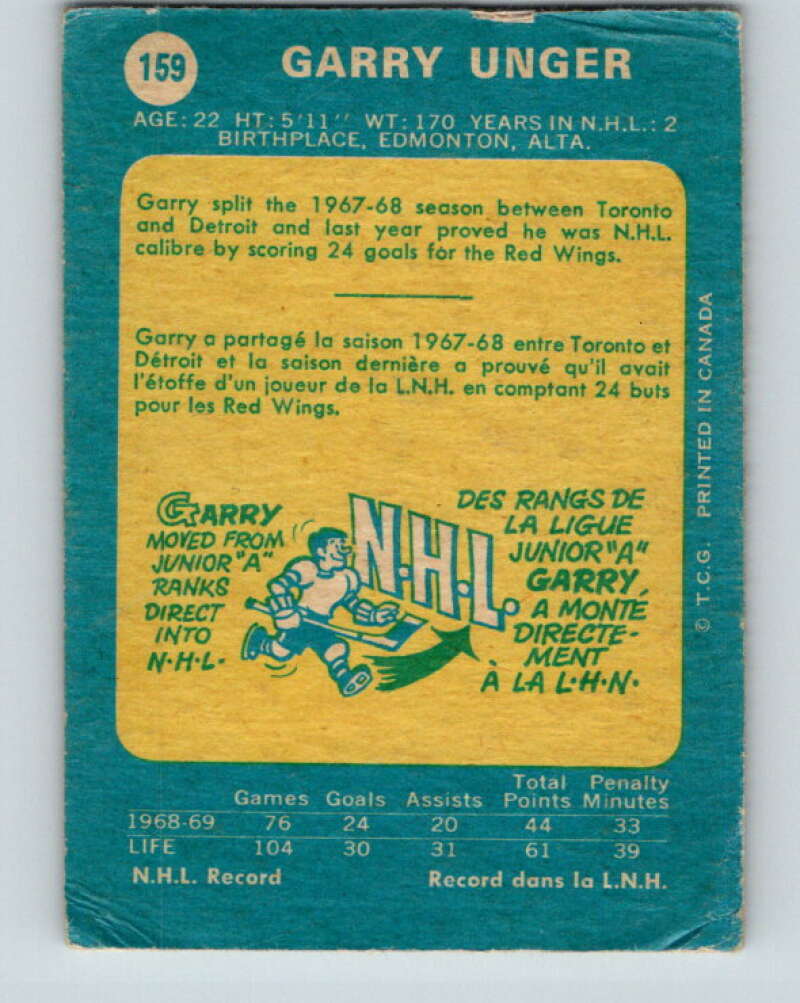 159
GARRY UNGER
AGE: 22 HT: 5'11'' WT: 170 YEARS IN N.H.L.: 2
BIRTHPLACE, EDMONTON, ALTA.
Garry split the 1967-68 season between Toronto
and Detroit and last year proved he was N.H.L.
calibre by scoring 24 goals for the Red Wings.
Garry a partagé la saison 1967-68 entre Toronto et
Détroit et la saison dernière a prouvé qu'il avait
l'étoffe d'un joueur de la L.N.H. en comptant 24 buts
pour les Red Wings.
GARRY
MOVED FROM
JUNIOR "A"
RANKS
DIRECT
INTO
N·H·L·
N·H·L·
DES RANGS DE
LA LIGUE
JUNIOR "A"
GARRY,
A MONTÉ
DIRECTE-
MENT
À LA L·H·N·
© T.C.G. PRINTED IN CANADA
Games Goals Assists Total Points Penalty Minutes
1968-69 76 24 20 44 33
LIFE 104 30 31 61 39
N.H.L. Record Record dans la L.N.H.